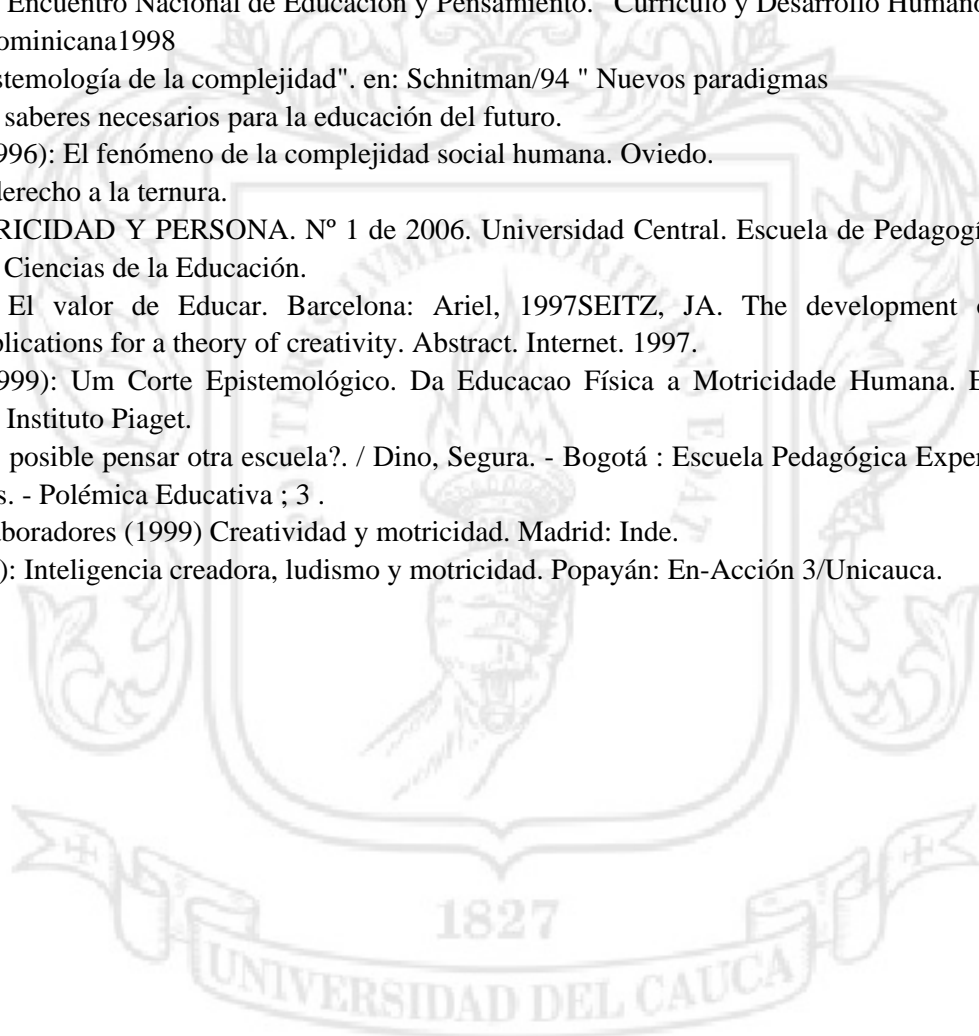 Encuentro Nacional de Educación y Pensamiento. "Currículo y Desarrollo Humano
ominicana1998
stemología de la complejidad". en: Schnitman/94 " Nuevos paradigmas
saberes necesarios para la educación del futuro.
996): El fenómeno de la complejidad social humana. Oviedo.
derecho a la ternura.
RICIDAD Y PERSONA. Nº 1 de 2006. Universidad Central. Escuela de Pedagogí
Ciencias de la Educación.
El valor de Educar. Barcelona: Ariel, 1997SEITZ, JA. The development
plications for a theory of creativity. Abstract. Internet. 1997.
999): Um Corte Epistemológico. Da Educacao Física a Motricidade Humana. E
Instituto Piaget.
posible pensar otra escuela?. / Dino, Segura. - Bogotá : Escuela Pedagógica Exper
s. - Polémica Educativa ; 3 .
aboradores (1999) Creatividad y motricidad. Madrid: Inde.
): Inteligencia creadora, ludismo y motricidad. Popayán: En-Acción 3/Unicauca.
1827
UNIVERSIDAD DEL CAUCA